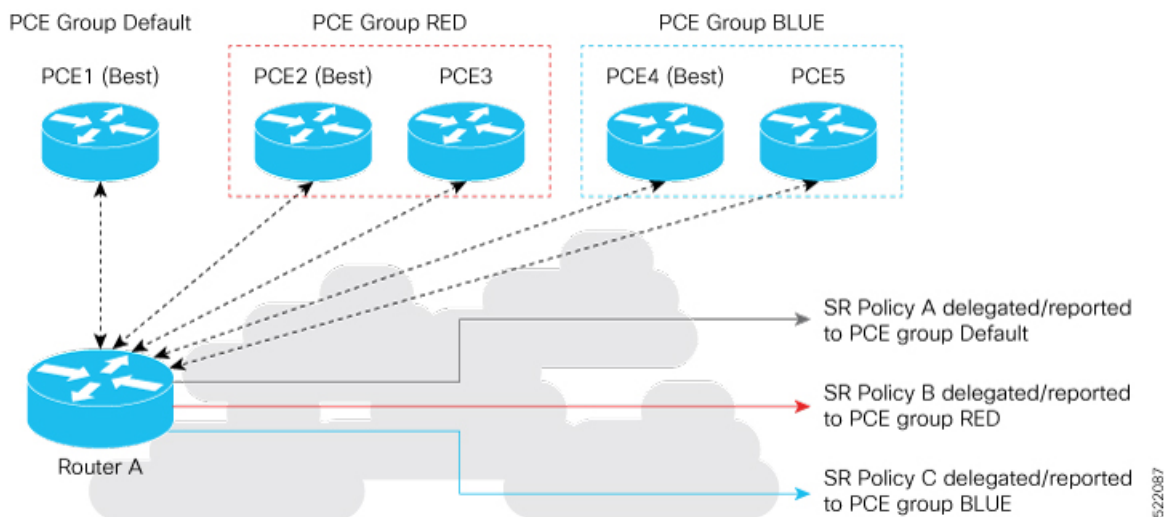 PCE Group Default
PCE Group RED
PCE Group BLUE
PCE1 (Best)
PCE2 (Best)
PCE3
PCE4 (Best)
PCE5
SR Policy A delegated/reported
to PCE group Default
SR Policy B delegated/reported
to PCE group RED
Router A
SR Policy C delegated/reported
to PCE group BLUE
522087